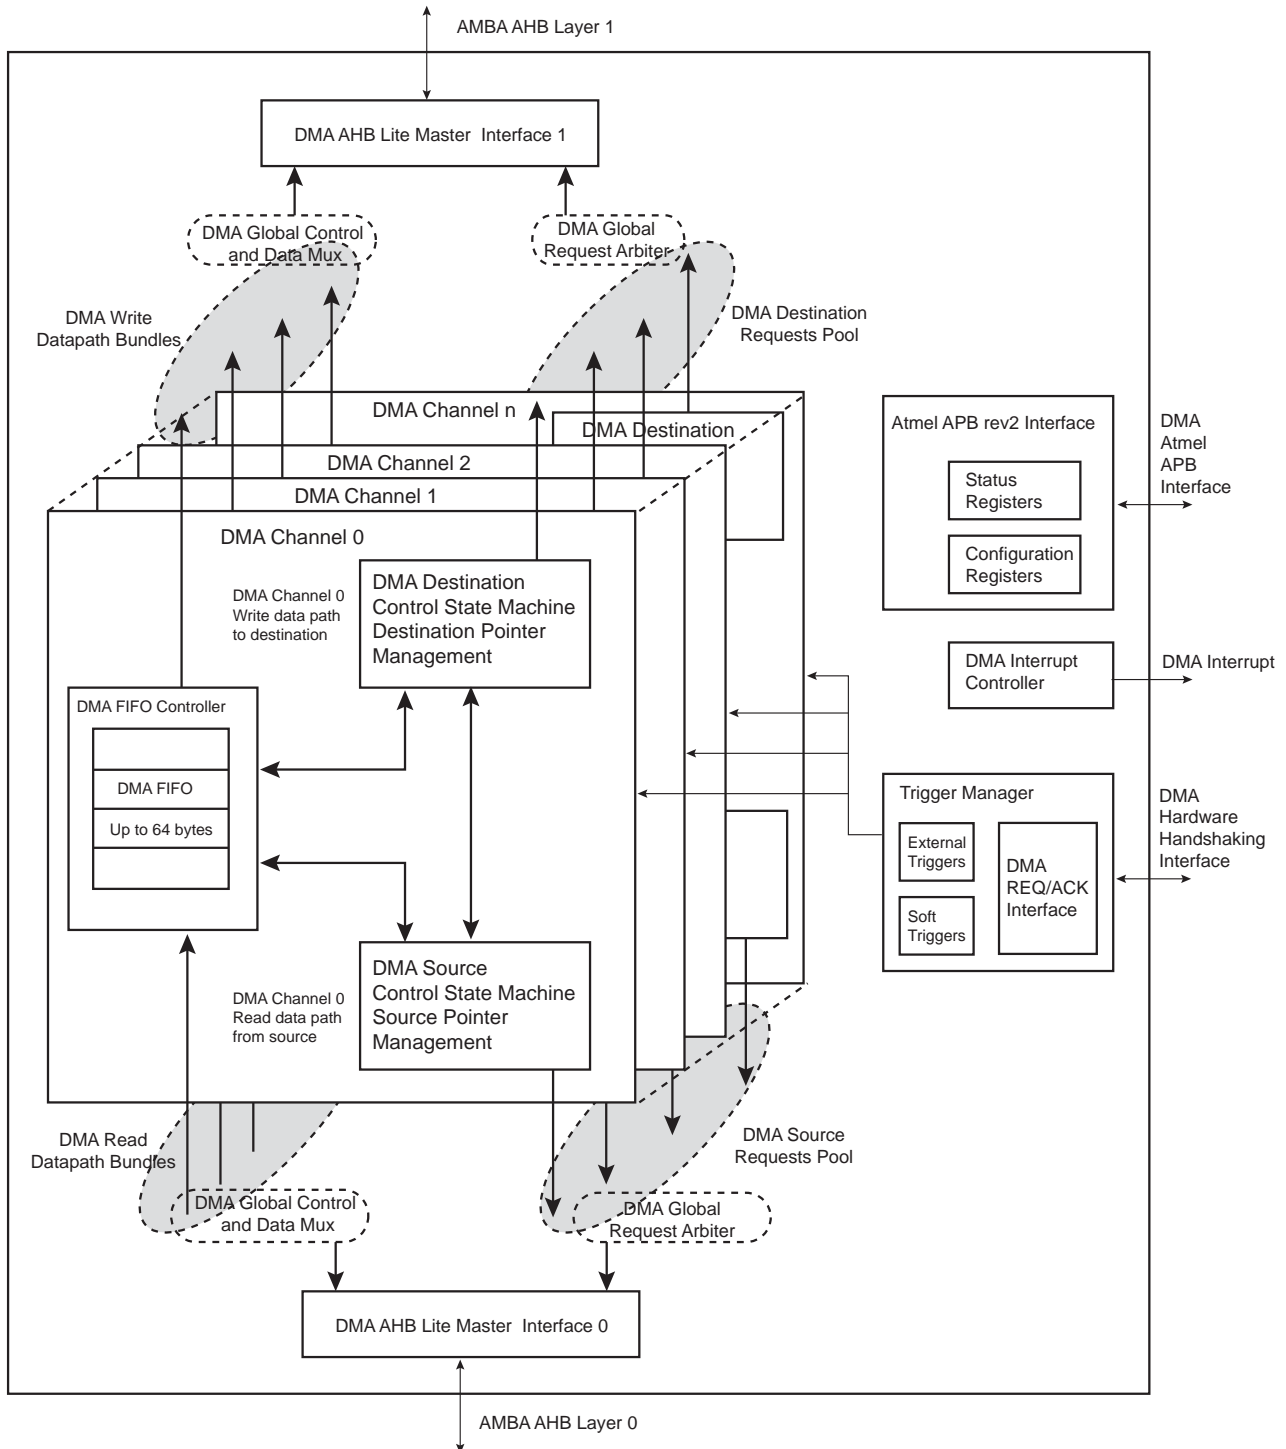 AMBA AHB Layer 1
DMA AHB Lite Master Interface 1
DMA Global Control
and Data Mux
DMA Global
Request Arbiter
DMA Write
Datapath Bundles
DMA Destination
Requests Pool
DMA Channel n
DMA Destination
DMA Channel 2
DMA Channel 1
DMA Channel 0
DMA Channel 0
Write data path
to destination
DMA Destination
Control State Machine
Destination Pointer
Management
DMA FIFO Controller
DMA FIFO
Up to 64 bytes
DMA Channel 0
Read data path
from source
DMA Source
Control State Machine
Source Pointer
Management
Atmel APB rev2 Interface
Status
Registers
Configuration
Registers
DMA
Atmel
APB
Interface
DMA Interrupt
Controller
DMA Interrupt
Trigger Manager
External
Triggers
Soft
Triggers
DMA
REQ/ACK
Interface
DMA
Hardware
Handshaking
Interface
DMA Read
Datapath Bundles
DMA Source
Requests Pool
DMA Global Control
and Data Mux
DMA Global
Request Arbiter
DMA AHB Lite Master Interface 0
AMBA AHB Layer 0